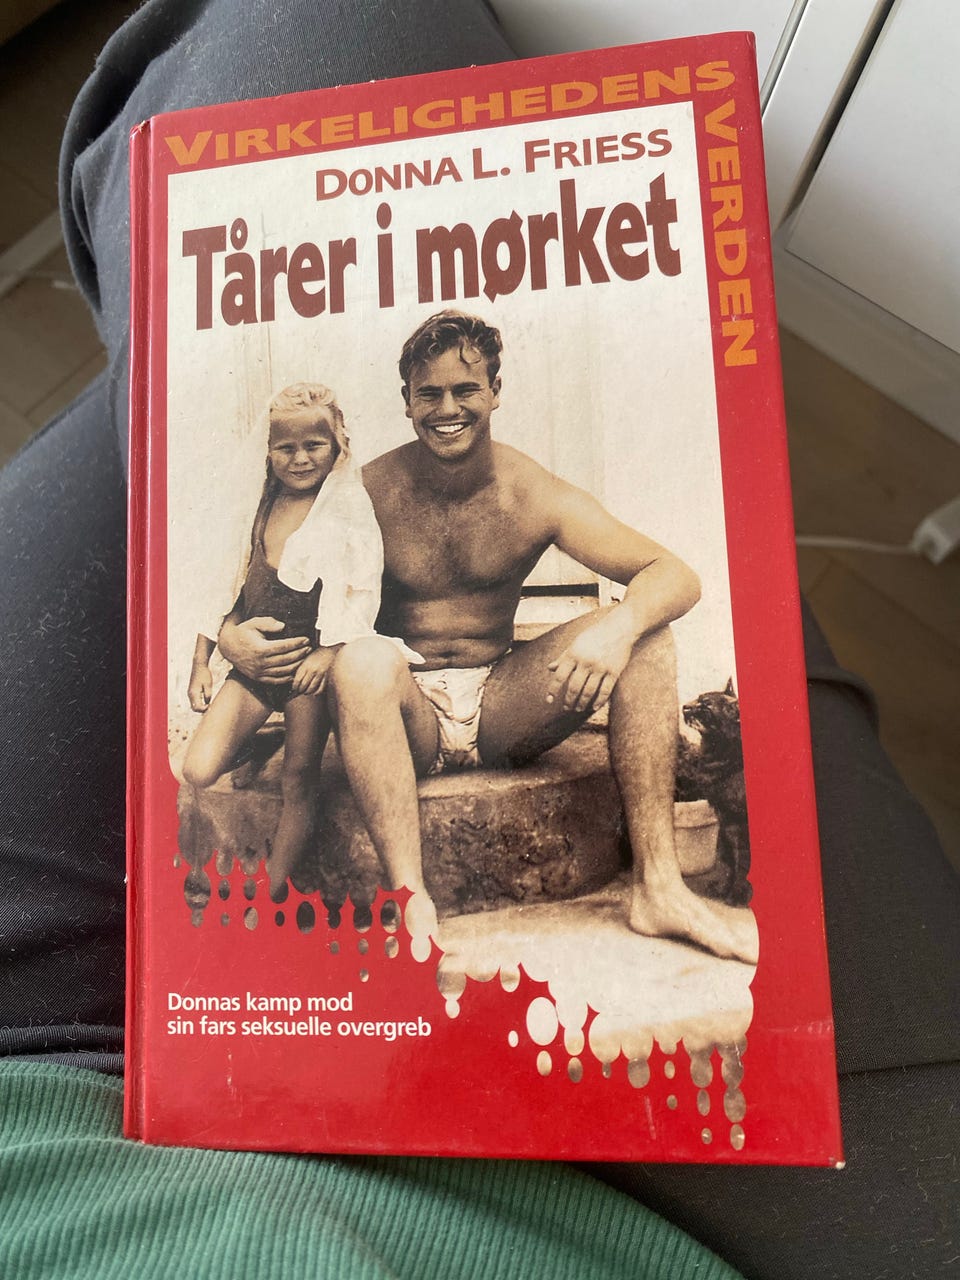 VIRKELIGHEDENS VERDEN
DONNA L. FRIESS
Tårer i mørket
Donnas kamp mod
sin fars seksuelle overgreb